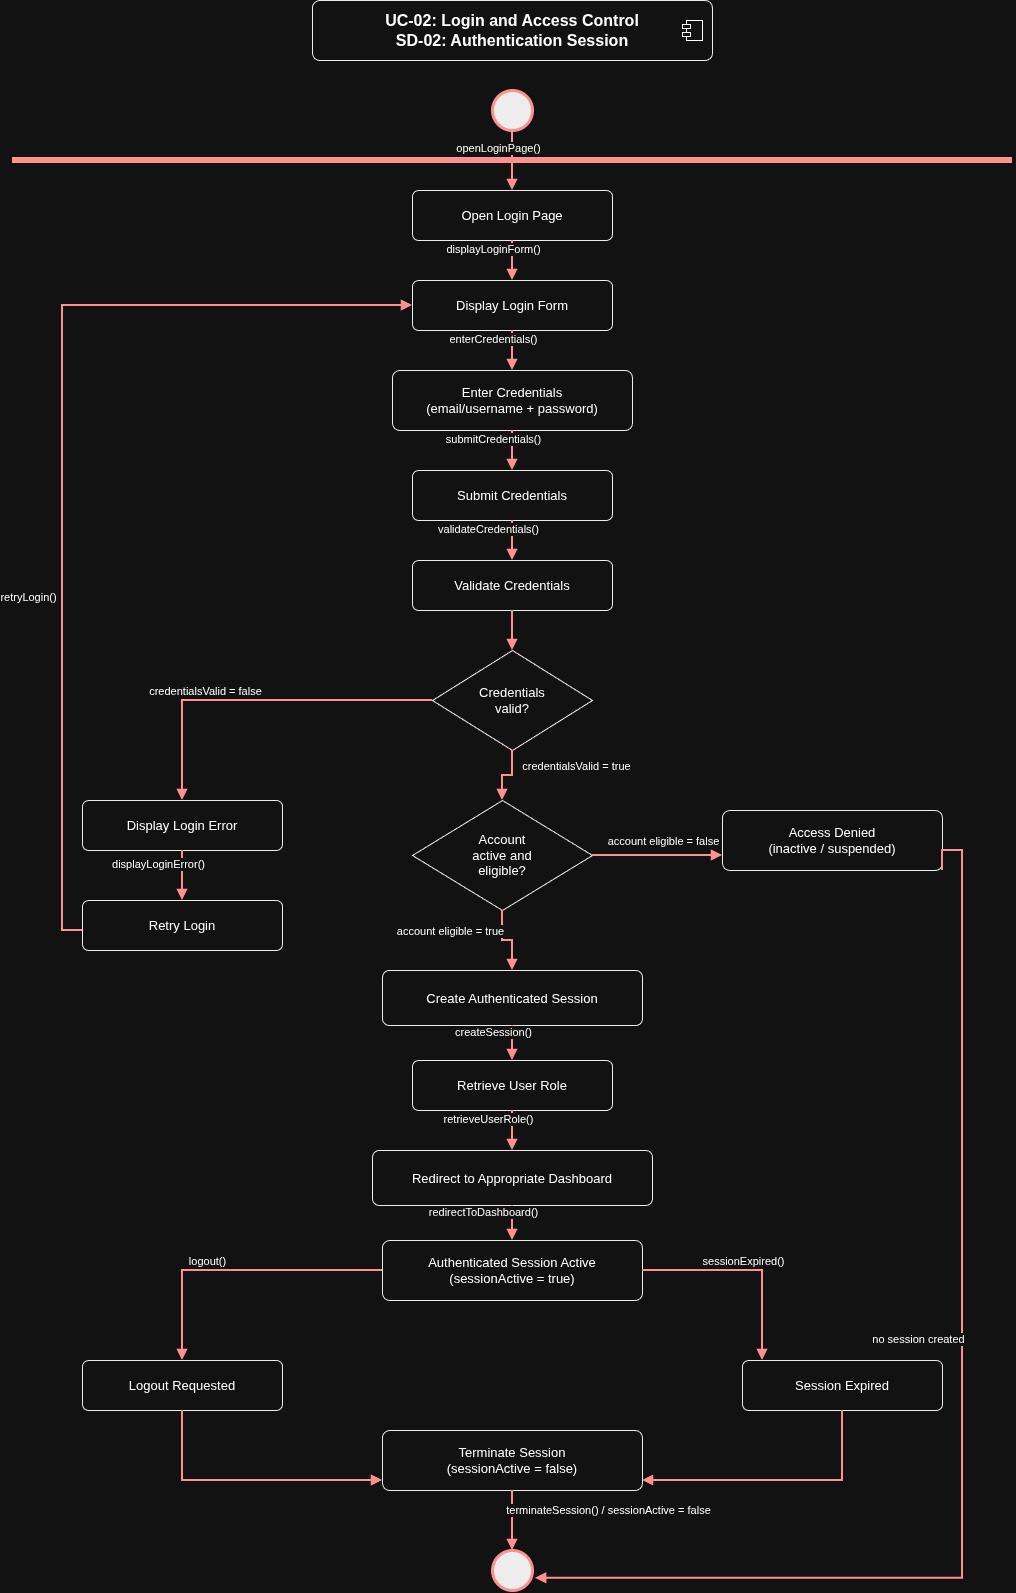 UC-02: Login and Access Control
SD-02: Authentication Session
openLoginPage()
Open Login Page
displayLoginForm()
Display Login Form
enterCredentials()
Enter Credentials
(email/username + password)
submitCredentials()
Submit Credentials
validateCredentials()
Validate Credentials
retryLogin()
Credentials
valid?
credentialsValid = false
credentialsValid = true
Display Login Error
displayLoginError()
Retry Login
Account
active and
eligible?
account eligible = false
Access Denied
(inactive / suspended)
account eligible = true
Create Authenticated Session
createSession()
Retrieve User Role
retrieveUserRole()
Redirect to Appropriate Dashboard
redirectToDashboard()
Authenticated Session Active
(sessionActive = true)
logout()
sessionExpired()
no session created
Logout Requested
Session Expired
Terminate Session
(sessionActive = false)
terminateSession() / sessionActive = false